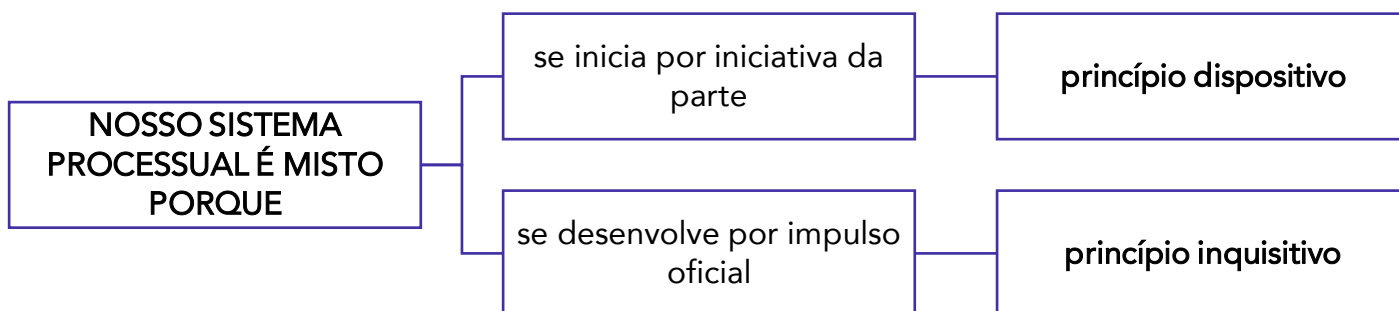 NOSSO SISTEMA
PROCESSUAL É MISTO
PORQUE
se inicia por iniciativa da
parte
princípio dispositivo
se desenvolve por impulso
oficial
princípio inquisitivo